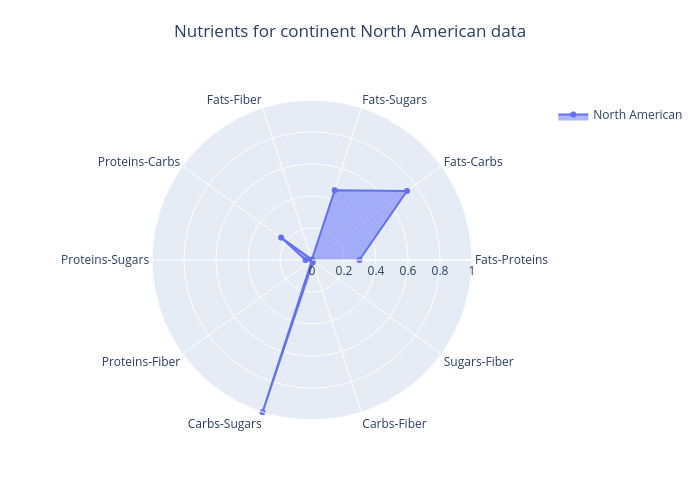 Nutrients for continent North American data
Fats-Fiber
Fats-Sugars
North American
Proteins-Carbs
Fats-Carbs
Proteins-Sugars
Fats-Proteins
0
0.2
0.4
0.6
0.8
1
Proteins-Fiber
Sugars-Fiber
Carbs-Sugars
Carbs-Fiber